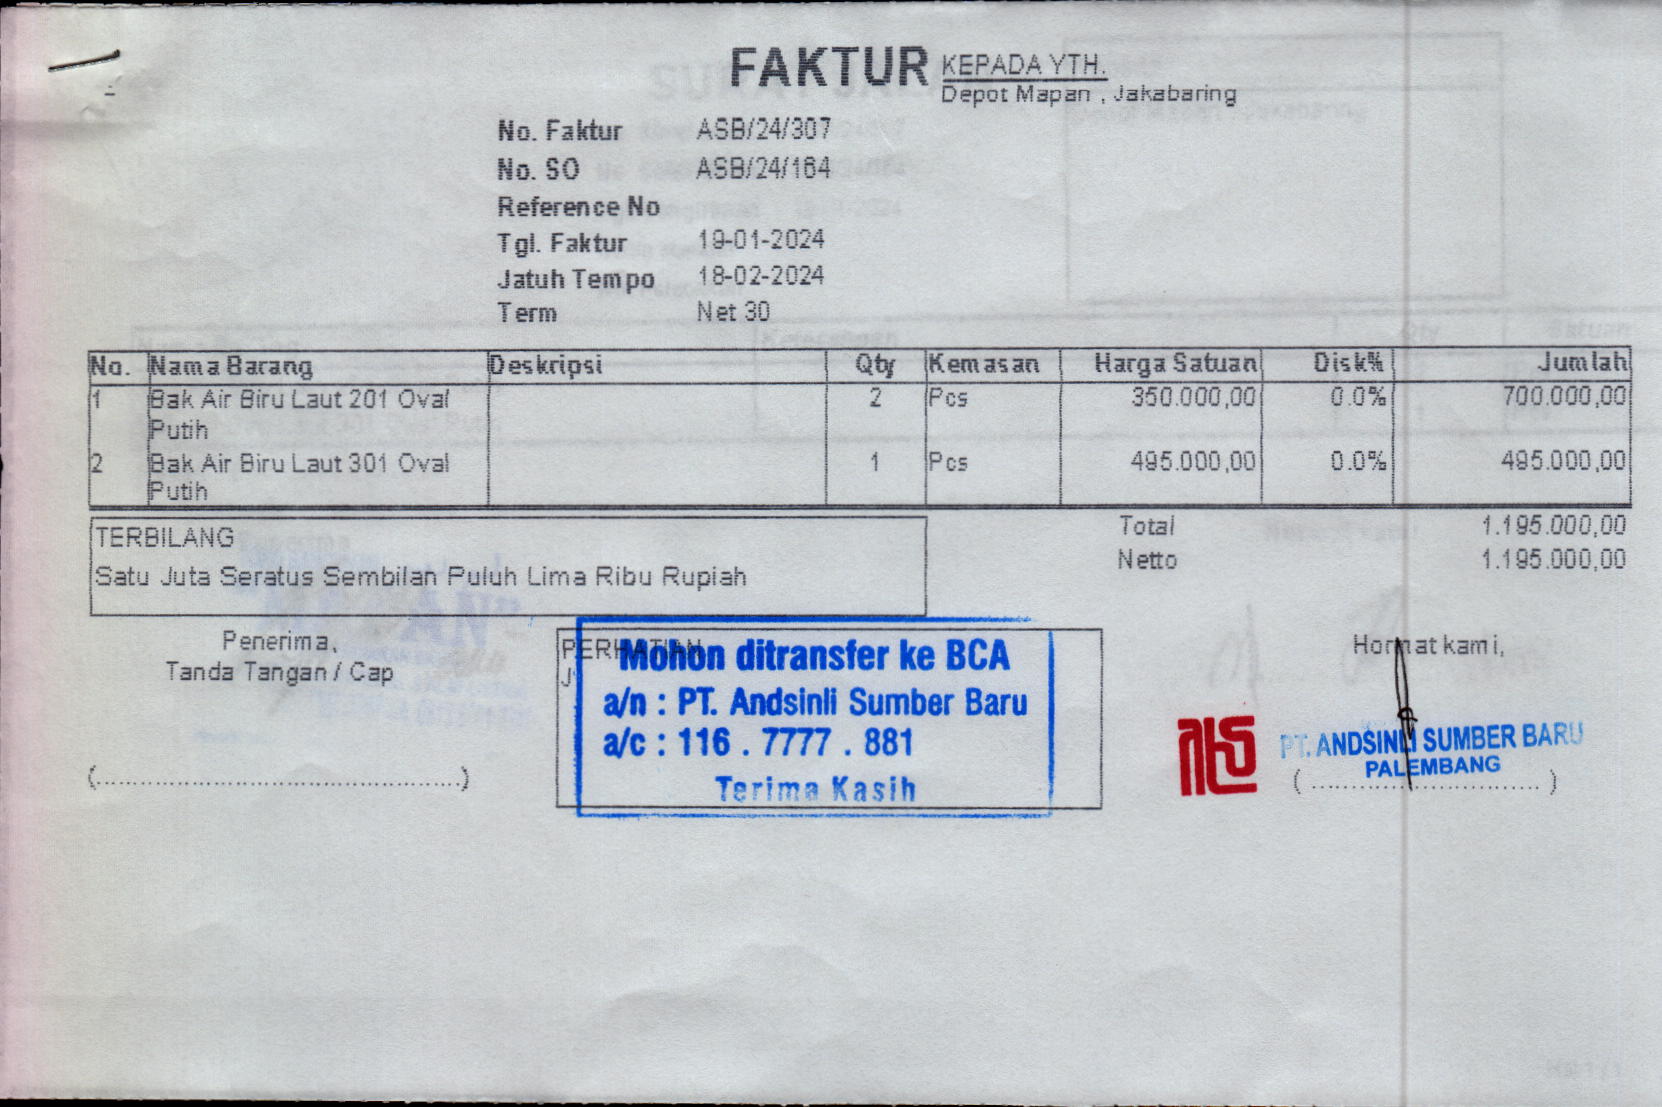 FAKTUR
KEPADA YTH.
Depot Mapan , Jakabaring
No. Faktur ASB/24/307
No. SO ASB/24/164
Reference No
Tgl. Faktur 19-01-2024
Jatuh Tempo 18-02-2024
Term Net 30
No. Nama Barang Deskripsi Qty Kemasan Harga Satuan Disk% Jumlah
1 Bak Air Biru Laut 201 Oval 2 Pcs 350.000,00 0.0% 700.000,00
Putih
2 Bak Air Biru Laut 301 Oval 1 Pcs 495.000,00 0.0% 495.000,00
Putih
TERBILANG
Satu Juta Seratus Sembilan Puluh Lima Ribu Rupiah
Total 1.195.000,00
Netto 1.195.000,00
Penerima,
Tanda Tangan / Cap
(............................................)
PERHATIAN
Mohon ditransfer ke BCA
a/n : PT. Andsinli Sumber Baru
a/c : 116 . 7777 . 881
Terima Kasih
Hormat kami,
PT. ANDSINLI SUMBER BARU
PALEMBANG
( ............................ )